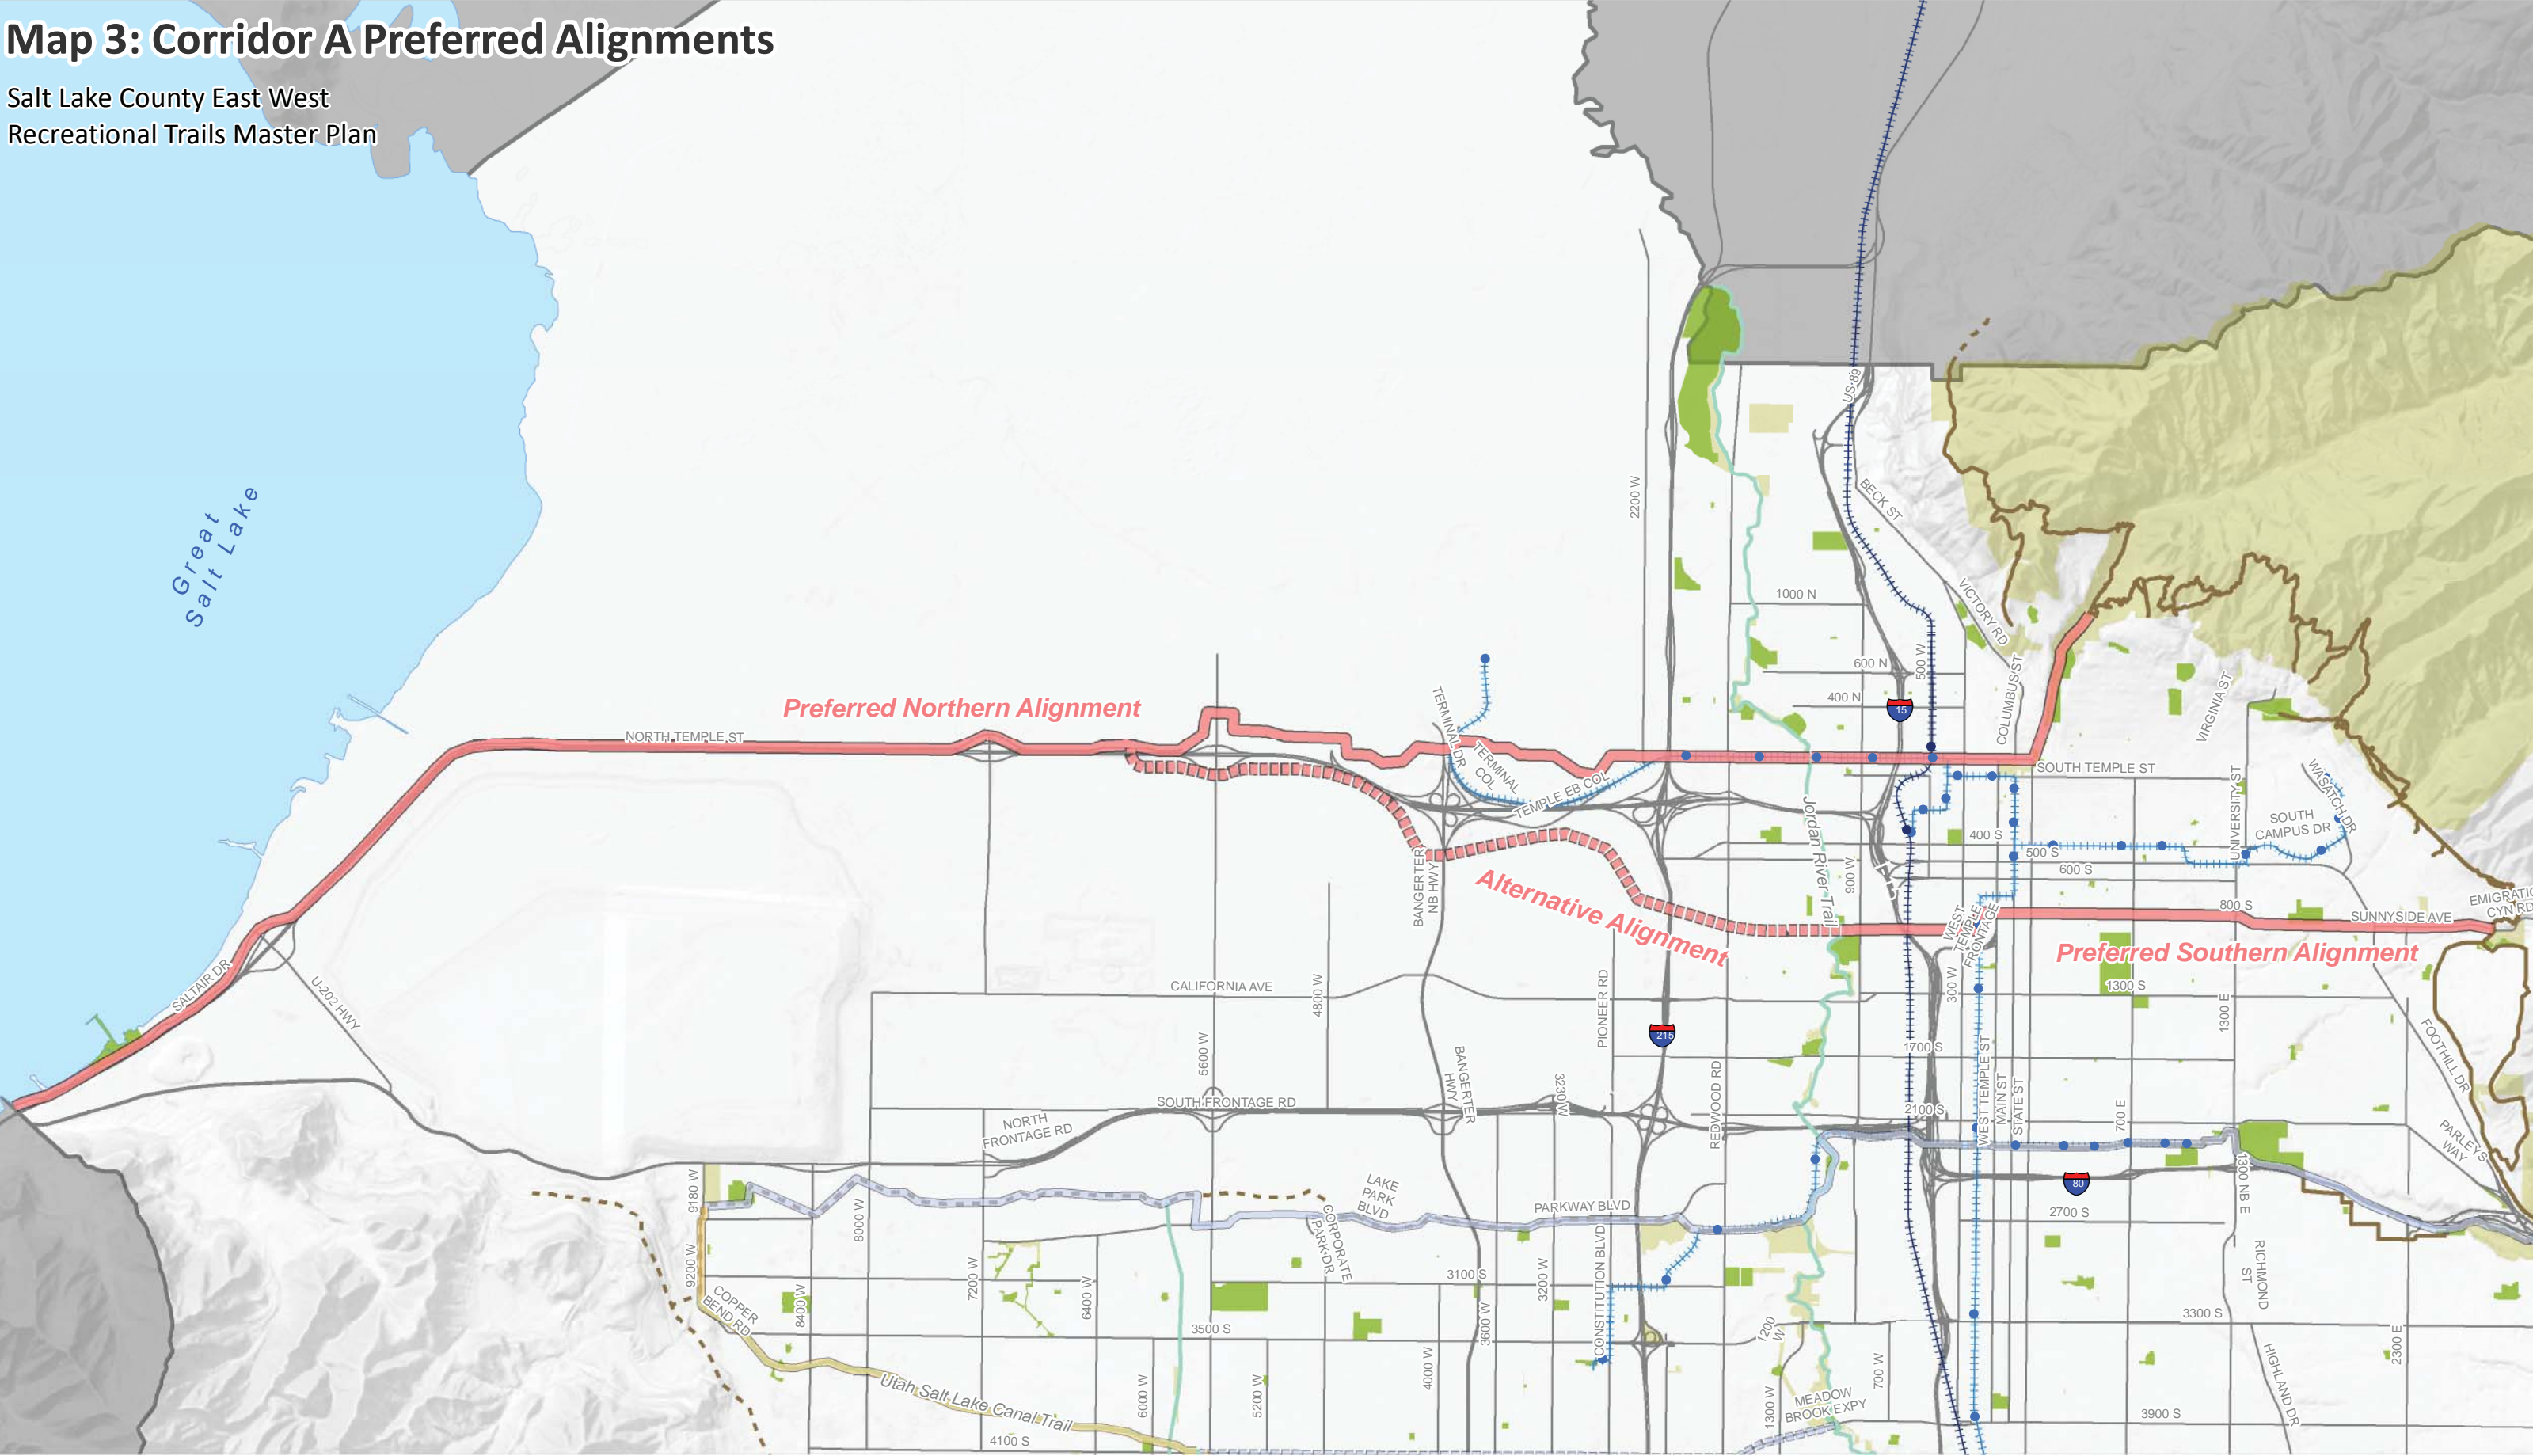 Map 3: Corridor A Preferred Alignments
Salt Lake County East West
Recreational Trails Master Plan
Great
Salt Lake
US-89
2200 W
BECK ST
VICTORY RD
1000 N
600 N
500 W
400 N
15
COLUMBUS ST
VIRGINIA ST
Preferred Northern Alignment
NORTH TEMPLE ST
TERMINAL DR
TERMINAL
COL
TEMPLE EB COL
SOUTH TEMPLE ST
UNIVERSITY ST
WASATCH DR
SOUTH
CAMPUS DR
400 S
500 S
600 S
Jordan River Trail
900 W
BANGERTER
NB HWY
Alternative Alignment
WEST
TEMPLE
FRONTAGE
800 S
SUNNYSIDE AVE
EMIGRATIO
CYN RD
Preferred Southern Alignment
SALTAIR DR
U-202 HWY
CALIFORNIA AVE
4800 W
PIONEER RD
300 W
1300 S
1300 E
215
5600 W
BANGERTER
HWY
3230 W
REDWOOD RD
1700 S
FOOTHILL DR
SOUTH FRONTAGE RD
NORTH
FRONTAGE RD
2100 S
WEST TEMPLE ST
MAIN ST
STATE ST
700 E
PARLEYS
WAY
9180 W
8000 W
LAKE
PARK
BLVD
PARKWAY BLVD
80
1300 NB E
2700 S
CORPORATE
PARK DR
9200 W
COPPER
BEND RD
8400 W
7200 W
6400 W
3100 S
3200 W
CONSTITUTION BLVD
RICHMOND
ST
3500 S
3600 W
1200
W
3300 S
2300 E
HIGHLAND DR
Utah Salt Lake Canal Trail
6000 W
5200 W
4000 W
1300 W
700 W
MEADOW
BROOK EXPY
3900 S
4100 S